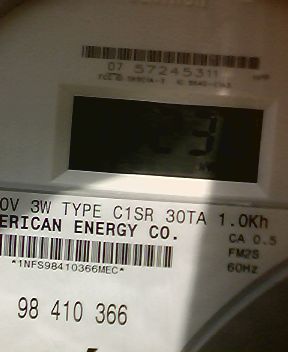 07 57245311
3
0V 3W TYPE C1SR 30TA 1.0Kh
ERICAN ENERGY CO.
CA 0.5
FM2S
60Hz
*1NFS98410366MEC*
98 410 366